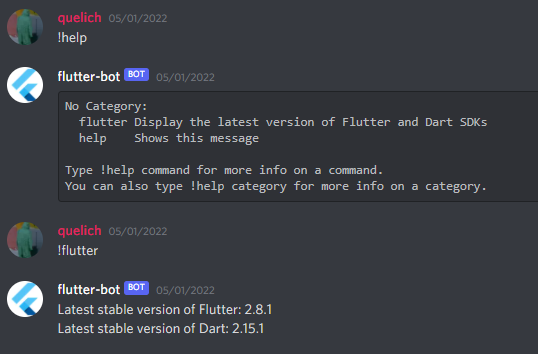 quelich 05/01/2022
!help
flutter-bot BOT 05/01/2022
No Category:
flutter Display the latest version of Flutter and Dart SDKs
help Shows this message
Type !help command for more info on a command.
You can also type !help category for more info on a category.
quelich 05/01/2022
!flutter
flutter-bot BOT 05/01/2022
Latest stable version of Flutter: 2.8.1
Latest stable version of Dart: 2.15.1